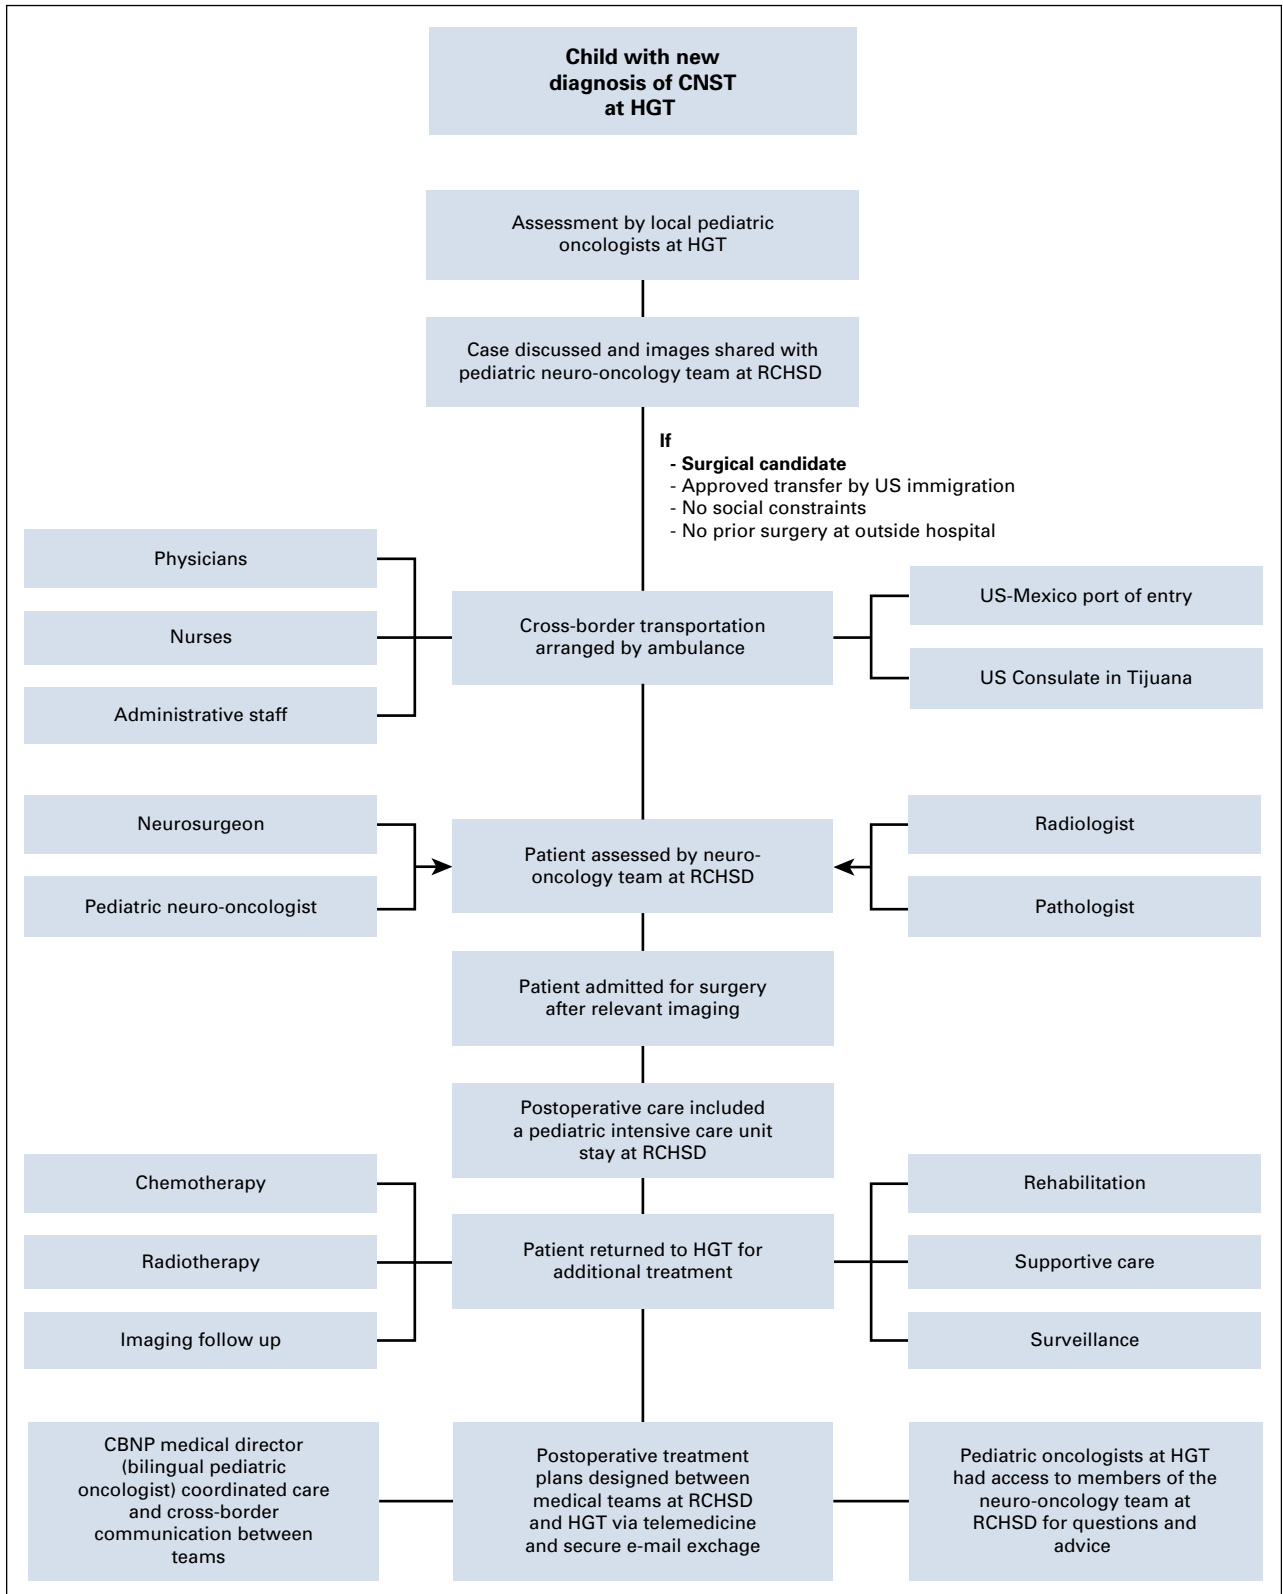 Child with new
diagnosis of CNST
at HGT
Assessment by local pediatric
oncologists at HGT
Case discussed and images shared with
pediatric neuro-oncology team at RCHSD
If
- Surgical candidate
- Approved transfer by US immigration
- No social constraints
- No prior surgery at outside hospital
Physicians
Nurses
Administrative staff
Cross-border transportation
arranged by ambulance
US-Mexico port of entry
US Consulate in Tijuana
Neurosurgeon
Pediatric neuro-oncologist
Patient assessed by neuro-
oncology team at RCHSD
Radiologist
Pathologist
Patient admitted for surgery
after relevant imaging
Postoperative care included
a pediatric intensive care unit
stay at RCHSD
Chemotherapy
Radiotherapy
Imaging follow up
Patient returned to HGT for
additional treatment
Rehabilitation
Supportive care
Surveillance
CBNP medical director
(bilingual pediatric
oncologist) coordinated care
and cross-border
communication between
teams
Postoperative treatment
plans designed between
medical teams at RCHSD
and HGT via telemedicine
and secure e-mail exchage
Pediatric oncologists at HGT
had access to members of the
neuro-oncology team at
RCHSD for questions and
advice